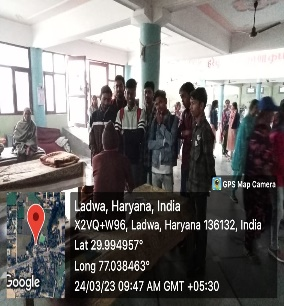 GPS Map Camera
Ladwa, Haryana, India
X2VQ+W96, Ladwa, Haryana 136132, India
Lat 29.994957°
Long 77.038463°
24/03/23 09:47 AM GMT +05:30
Google